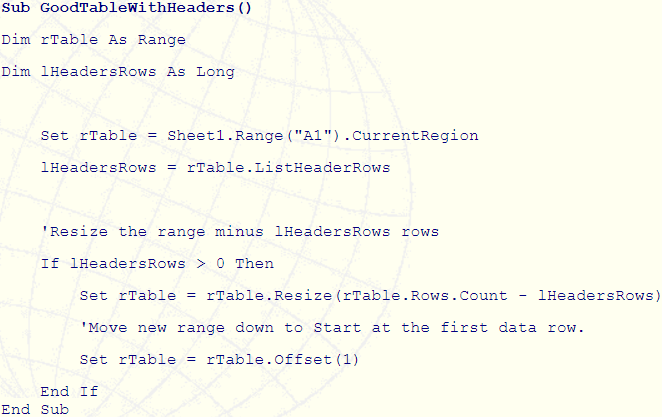 Sub GoodTableWithHeaders()
Dim rTable As Range
Dim lHeadersRows As Long
Set rTable = Sheet1.Range("A1").CurrentRegion
lHeadersRows = rTable.ListHeaderRows
'Resize the range minus lHeadersRows rows
If lHeadersRows > 0 Then
Set rTable = rTable.Resize(rTable.Rows.Count - lHeadersRows)
'Move new range down to Start at the first data row.
Set rTable = rTable.Offset(1)
End If
End Sub